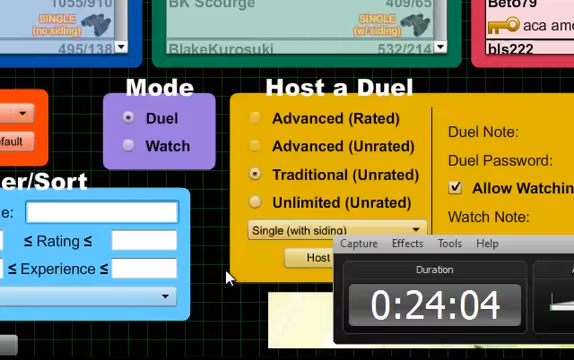 1055/910
SINGLE
(no siding)
495/138
BK Scourge 409/65
SINGLE
(w/ siding)
BlakeKurosuki 532/214
Beto79
aca amo
bls222
efault
Mode
Duel
Watch
Host a Duel
Advanced (Rated)
Advanced (Unrated)
Traditional (Unrated)
Unlimited (Unrated)
Single (with siding)
Host
Duel Note:
Duel Password:
Allow Watchin
Watch Note:
er/Sort
e:
≤ Rating ≤
≤ Experience ≤
Capture Effects Tools Help
Duration
0:24:04